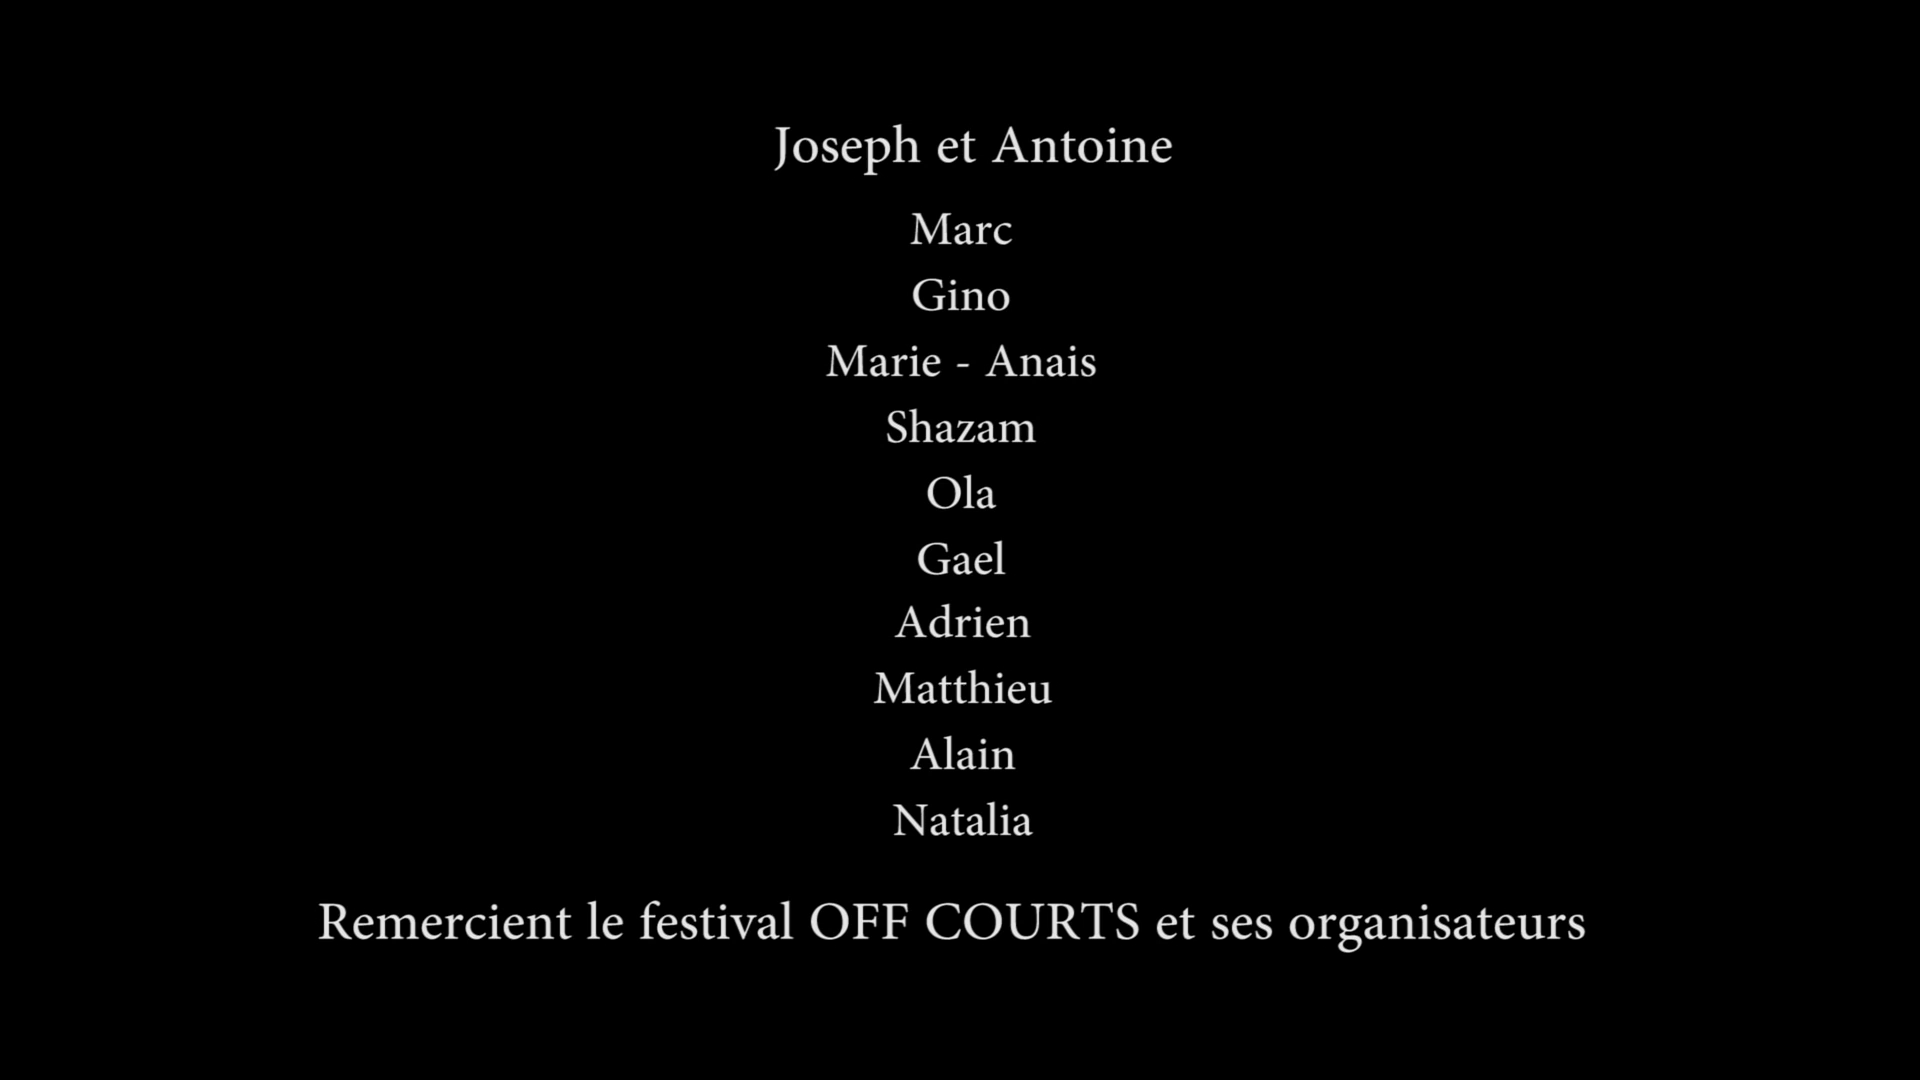 Joseph et Antoine
Marc
Gino
Marie - Anais
Shazam
Ola
Gael
Adrien
Matthieu
Alain
Natalia
Remercient le festival OFF COURTS et ses organisateurs